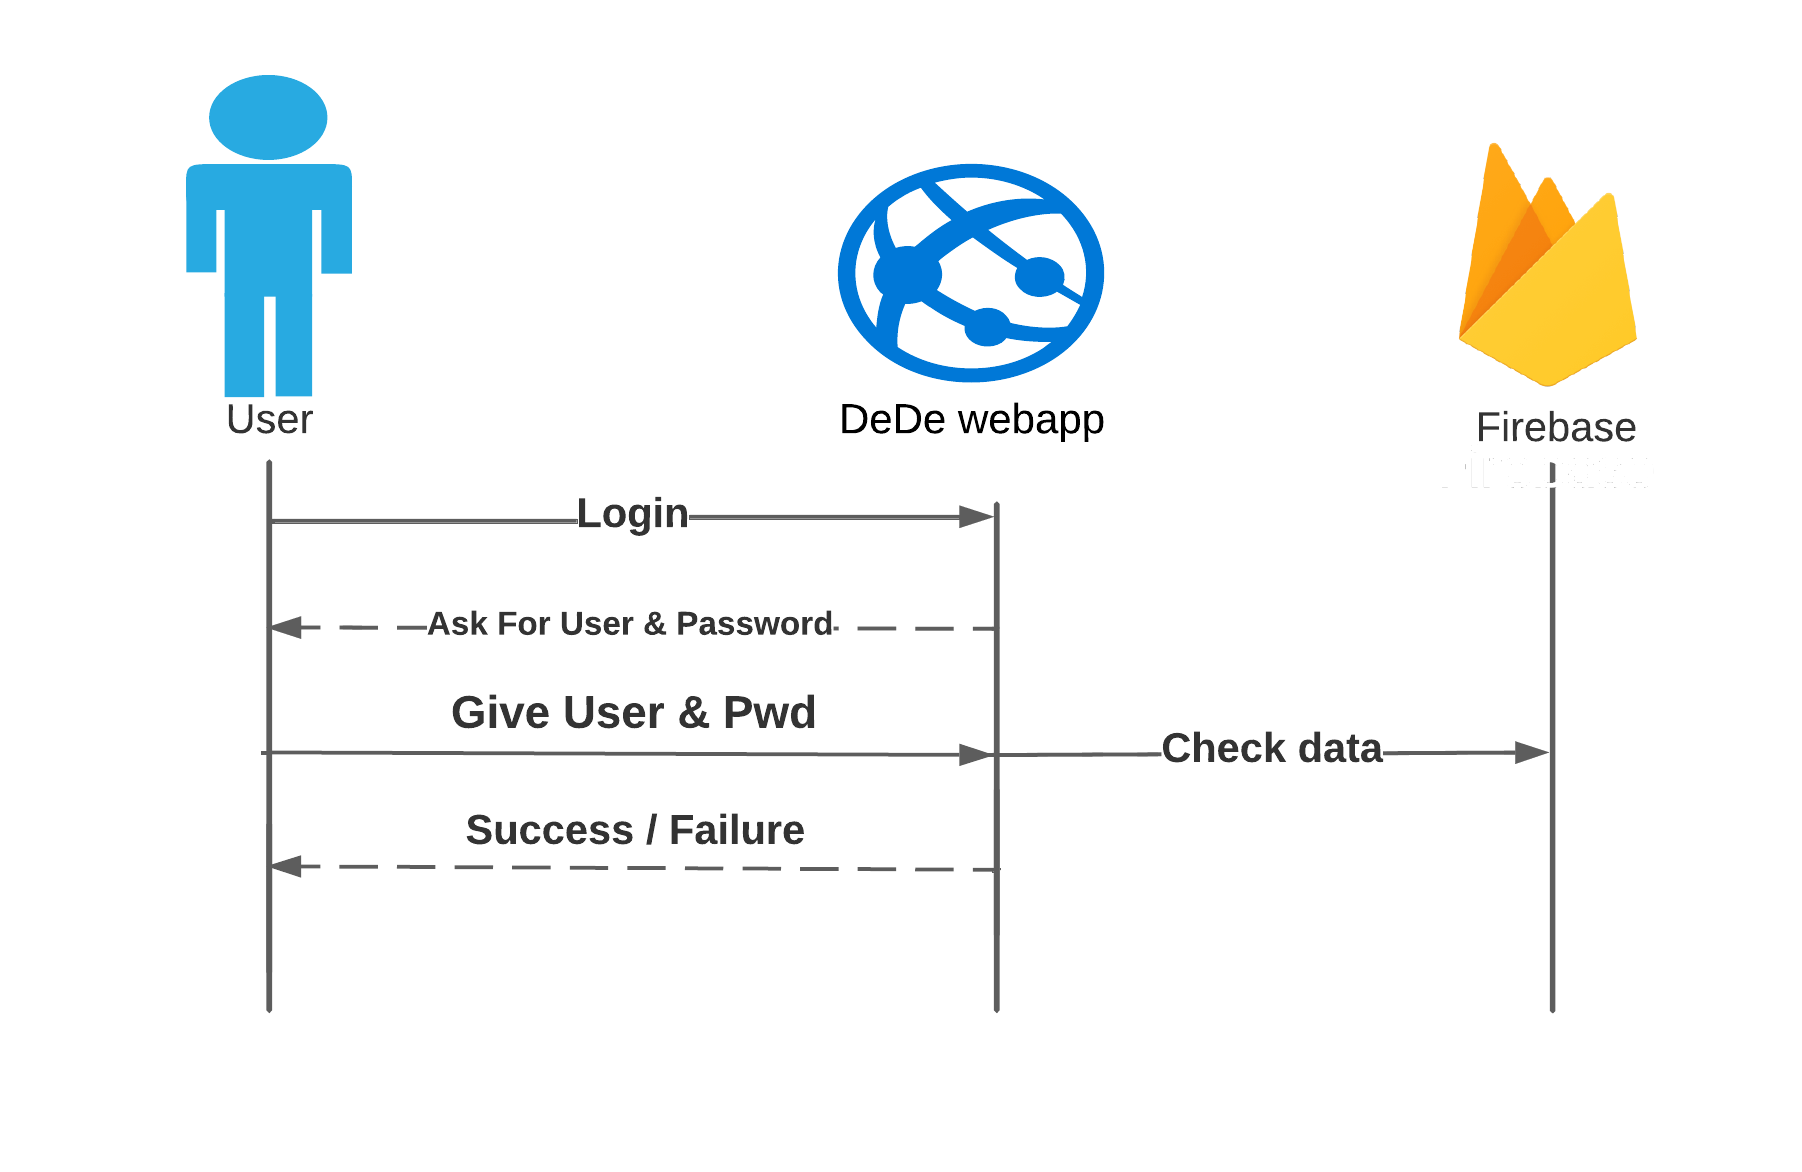 User
DeDe webapp
Firebase
Login
Ask For User & Password
Give User & Pwd
Check data
Success / Failure